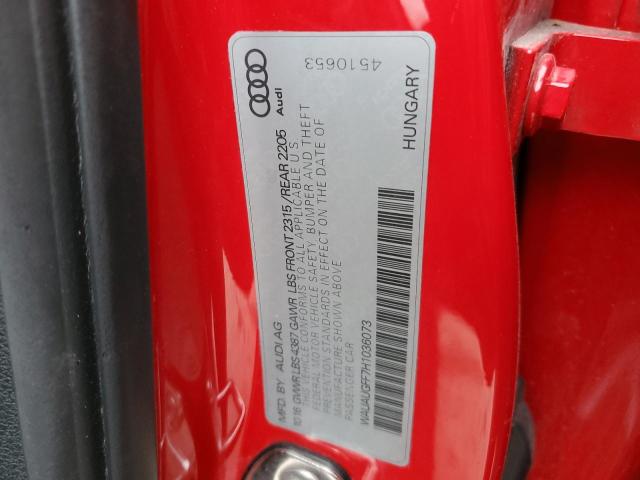 Audi
4510653
MFD. BY AUDI AG
HUNGARY
10.16 GVWR LBS 4387 GAWR LBS FRONT 2315 / REAR 2205
THIS VEHICLE CONFORMS TO ALL APPLICABLE U.S.
FEDERAL MOTOR VEHICLE SAFETY, BUMPER AND THEFT
PREVENTION STANDARDS IN EFFECT ON THE DATE OF
MANUFACTURE SHOWN ABOVE
PASSENGER CAR
WAUAUGFF7H1036073